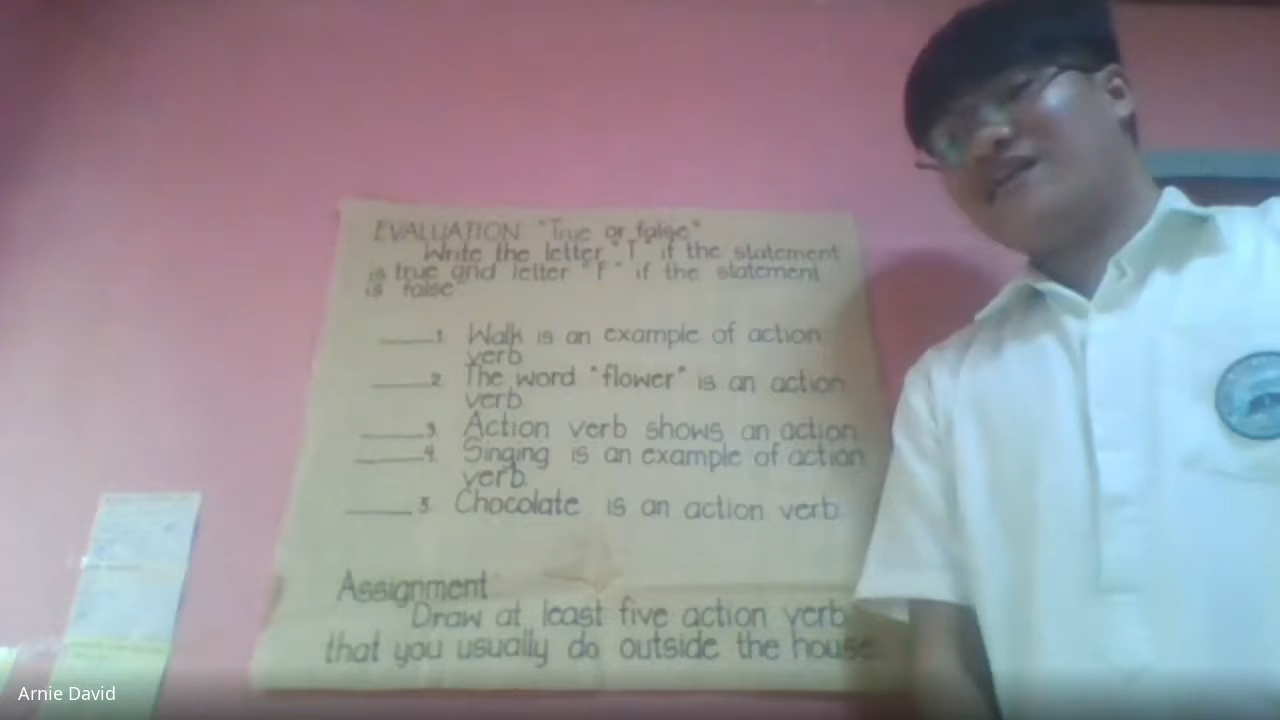 EVALUATION "True or false"
Write the letter "T" if the statement
is true and letter "F" if the statement
is false"
1. Walk is an example of action
verb.
2. The word "flower" is an action
verb.
3. Action verb shows an action.
4. Singing is an example of action
verb.
5. Chocolate is an action verb.
Assignment:
Draw at least five action verb
that you usually do outside the house.
Arnie David